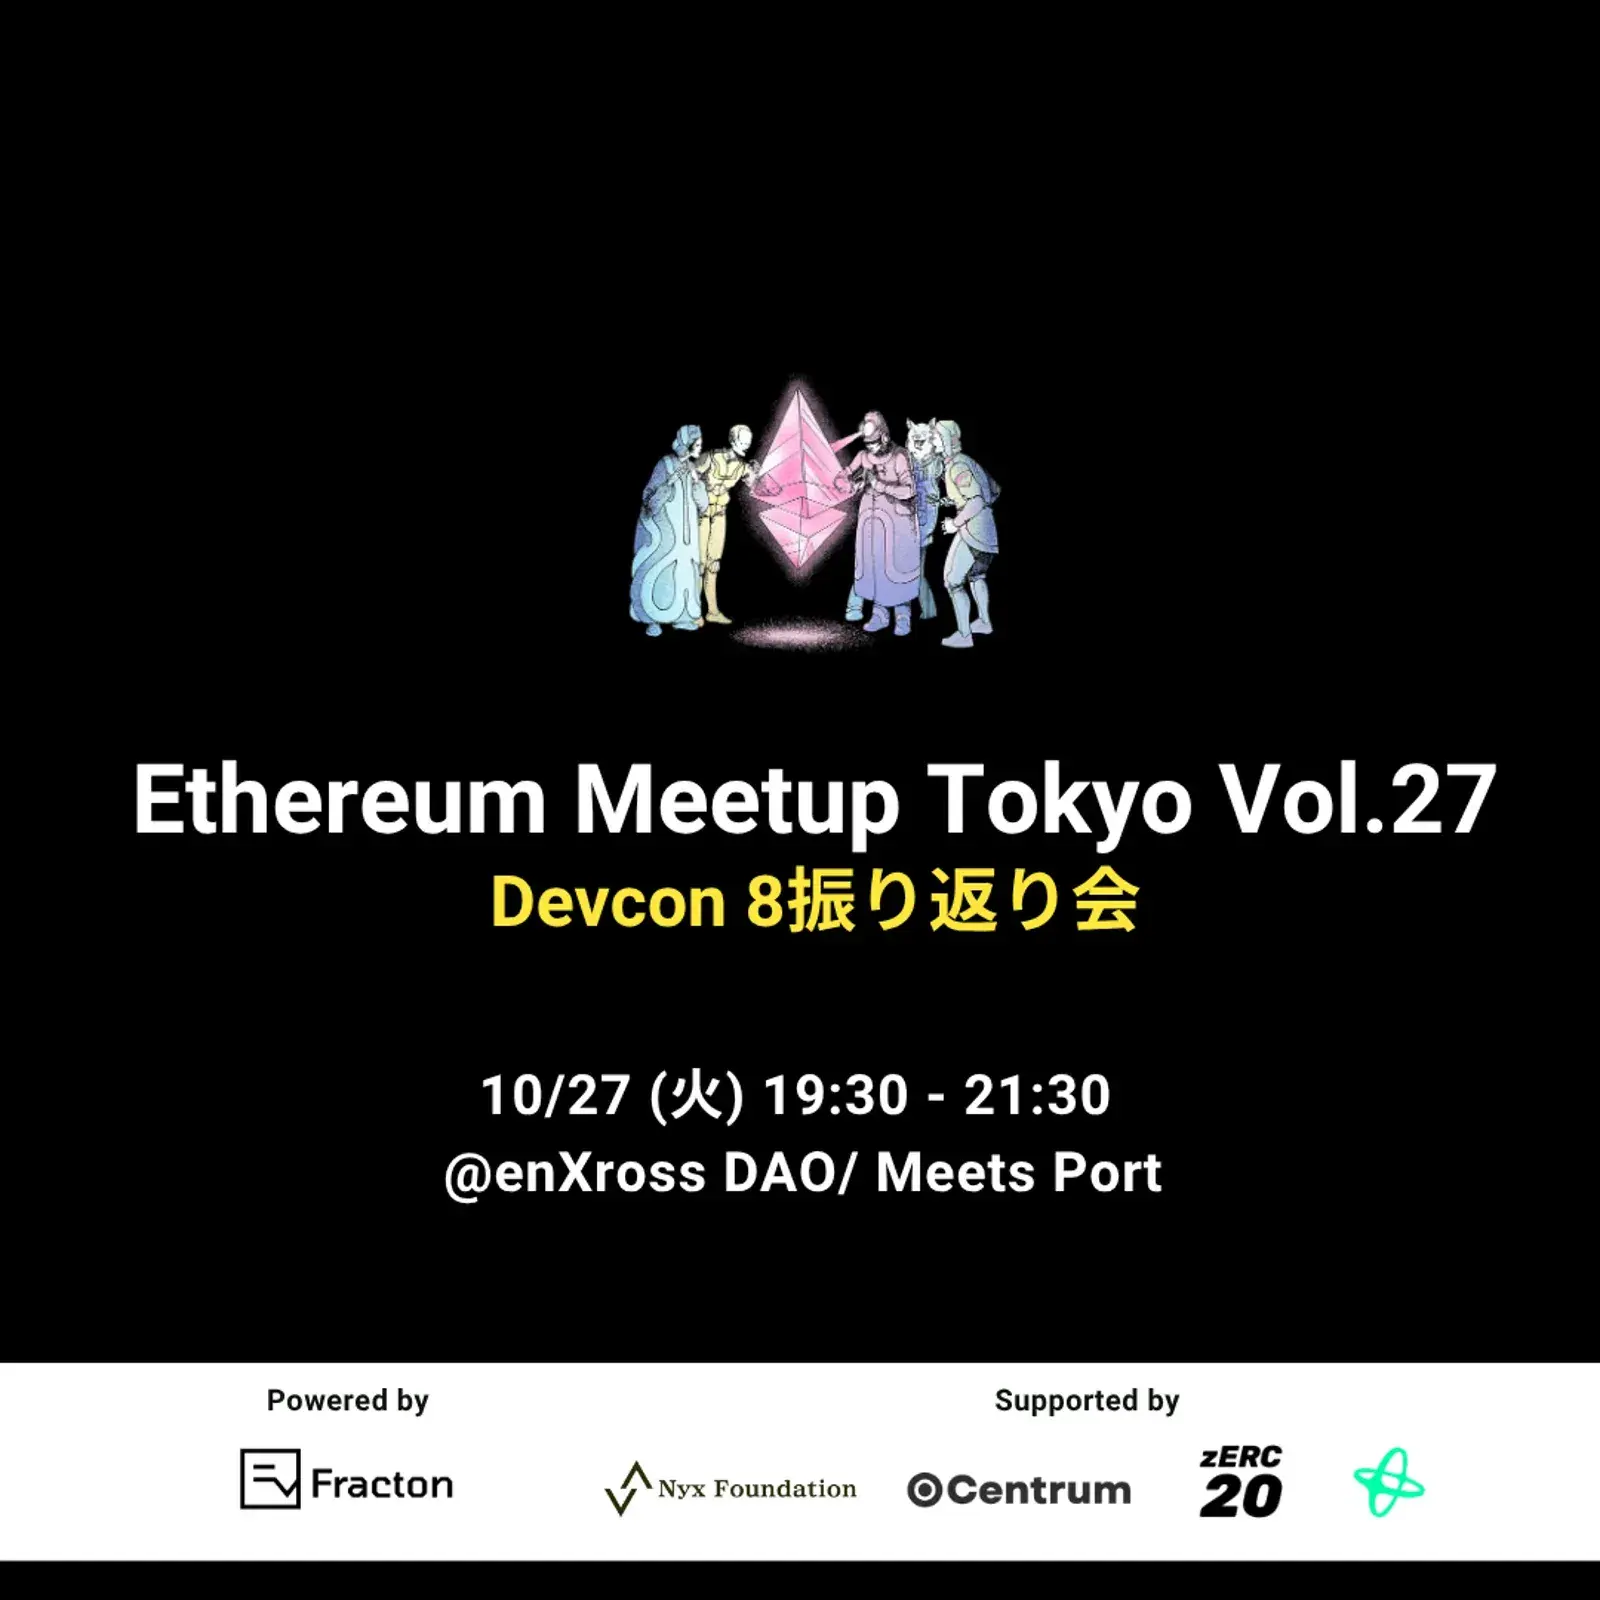 Ethereum Meetup Tokyo Vol.27
Devcon 8振り返り会
10/27 (火) 19:30 - 21:30
@enXross DAO/ Meets Port
Powered by
Supported by
Fracton
Nyx Foundation
Centrum
zERC
20